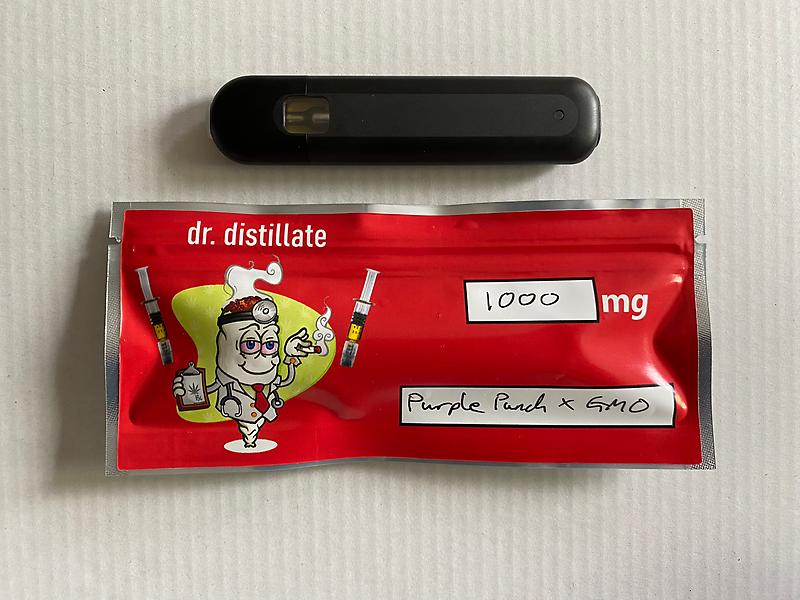 dr. distillate
1000 mg
Purple Punch x GMO